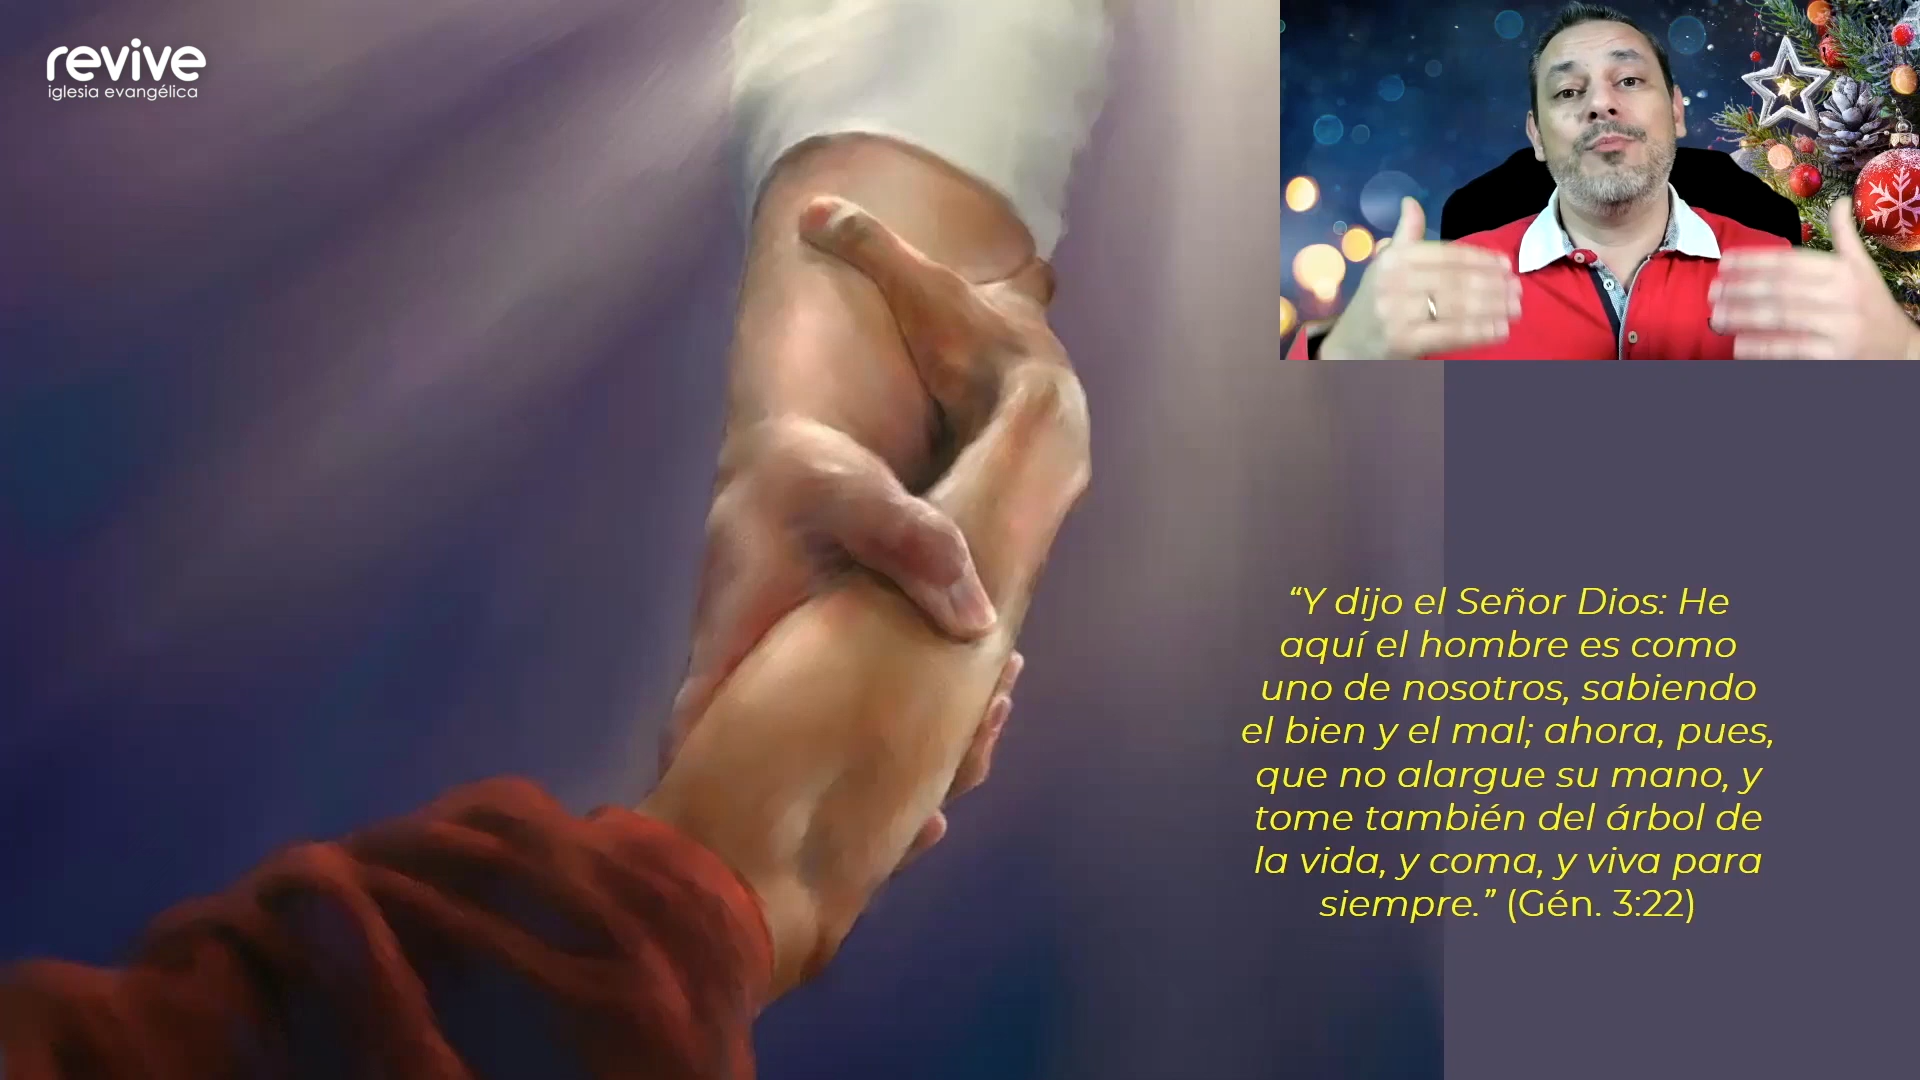 revive
iglesia evangélica
“Y dijo el Señor Dios: He
aquí el hombre es como
uno de nosotros, sabiendo
el bien y el mal; ahora, pues,
que no alargue su mano, y
tome también del árbol de
la vida, y coma, y viva para
siempre.” (Gén. 3:22)